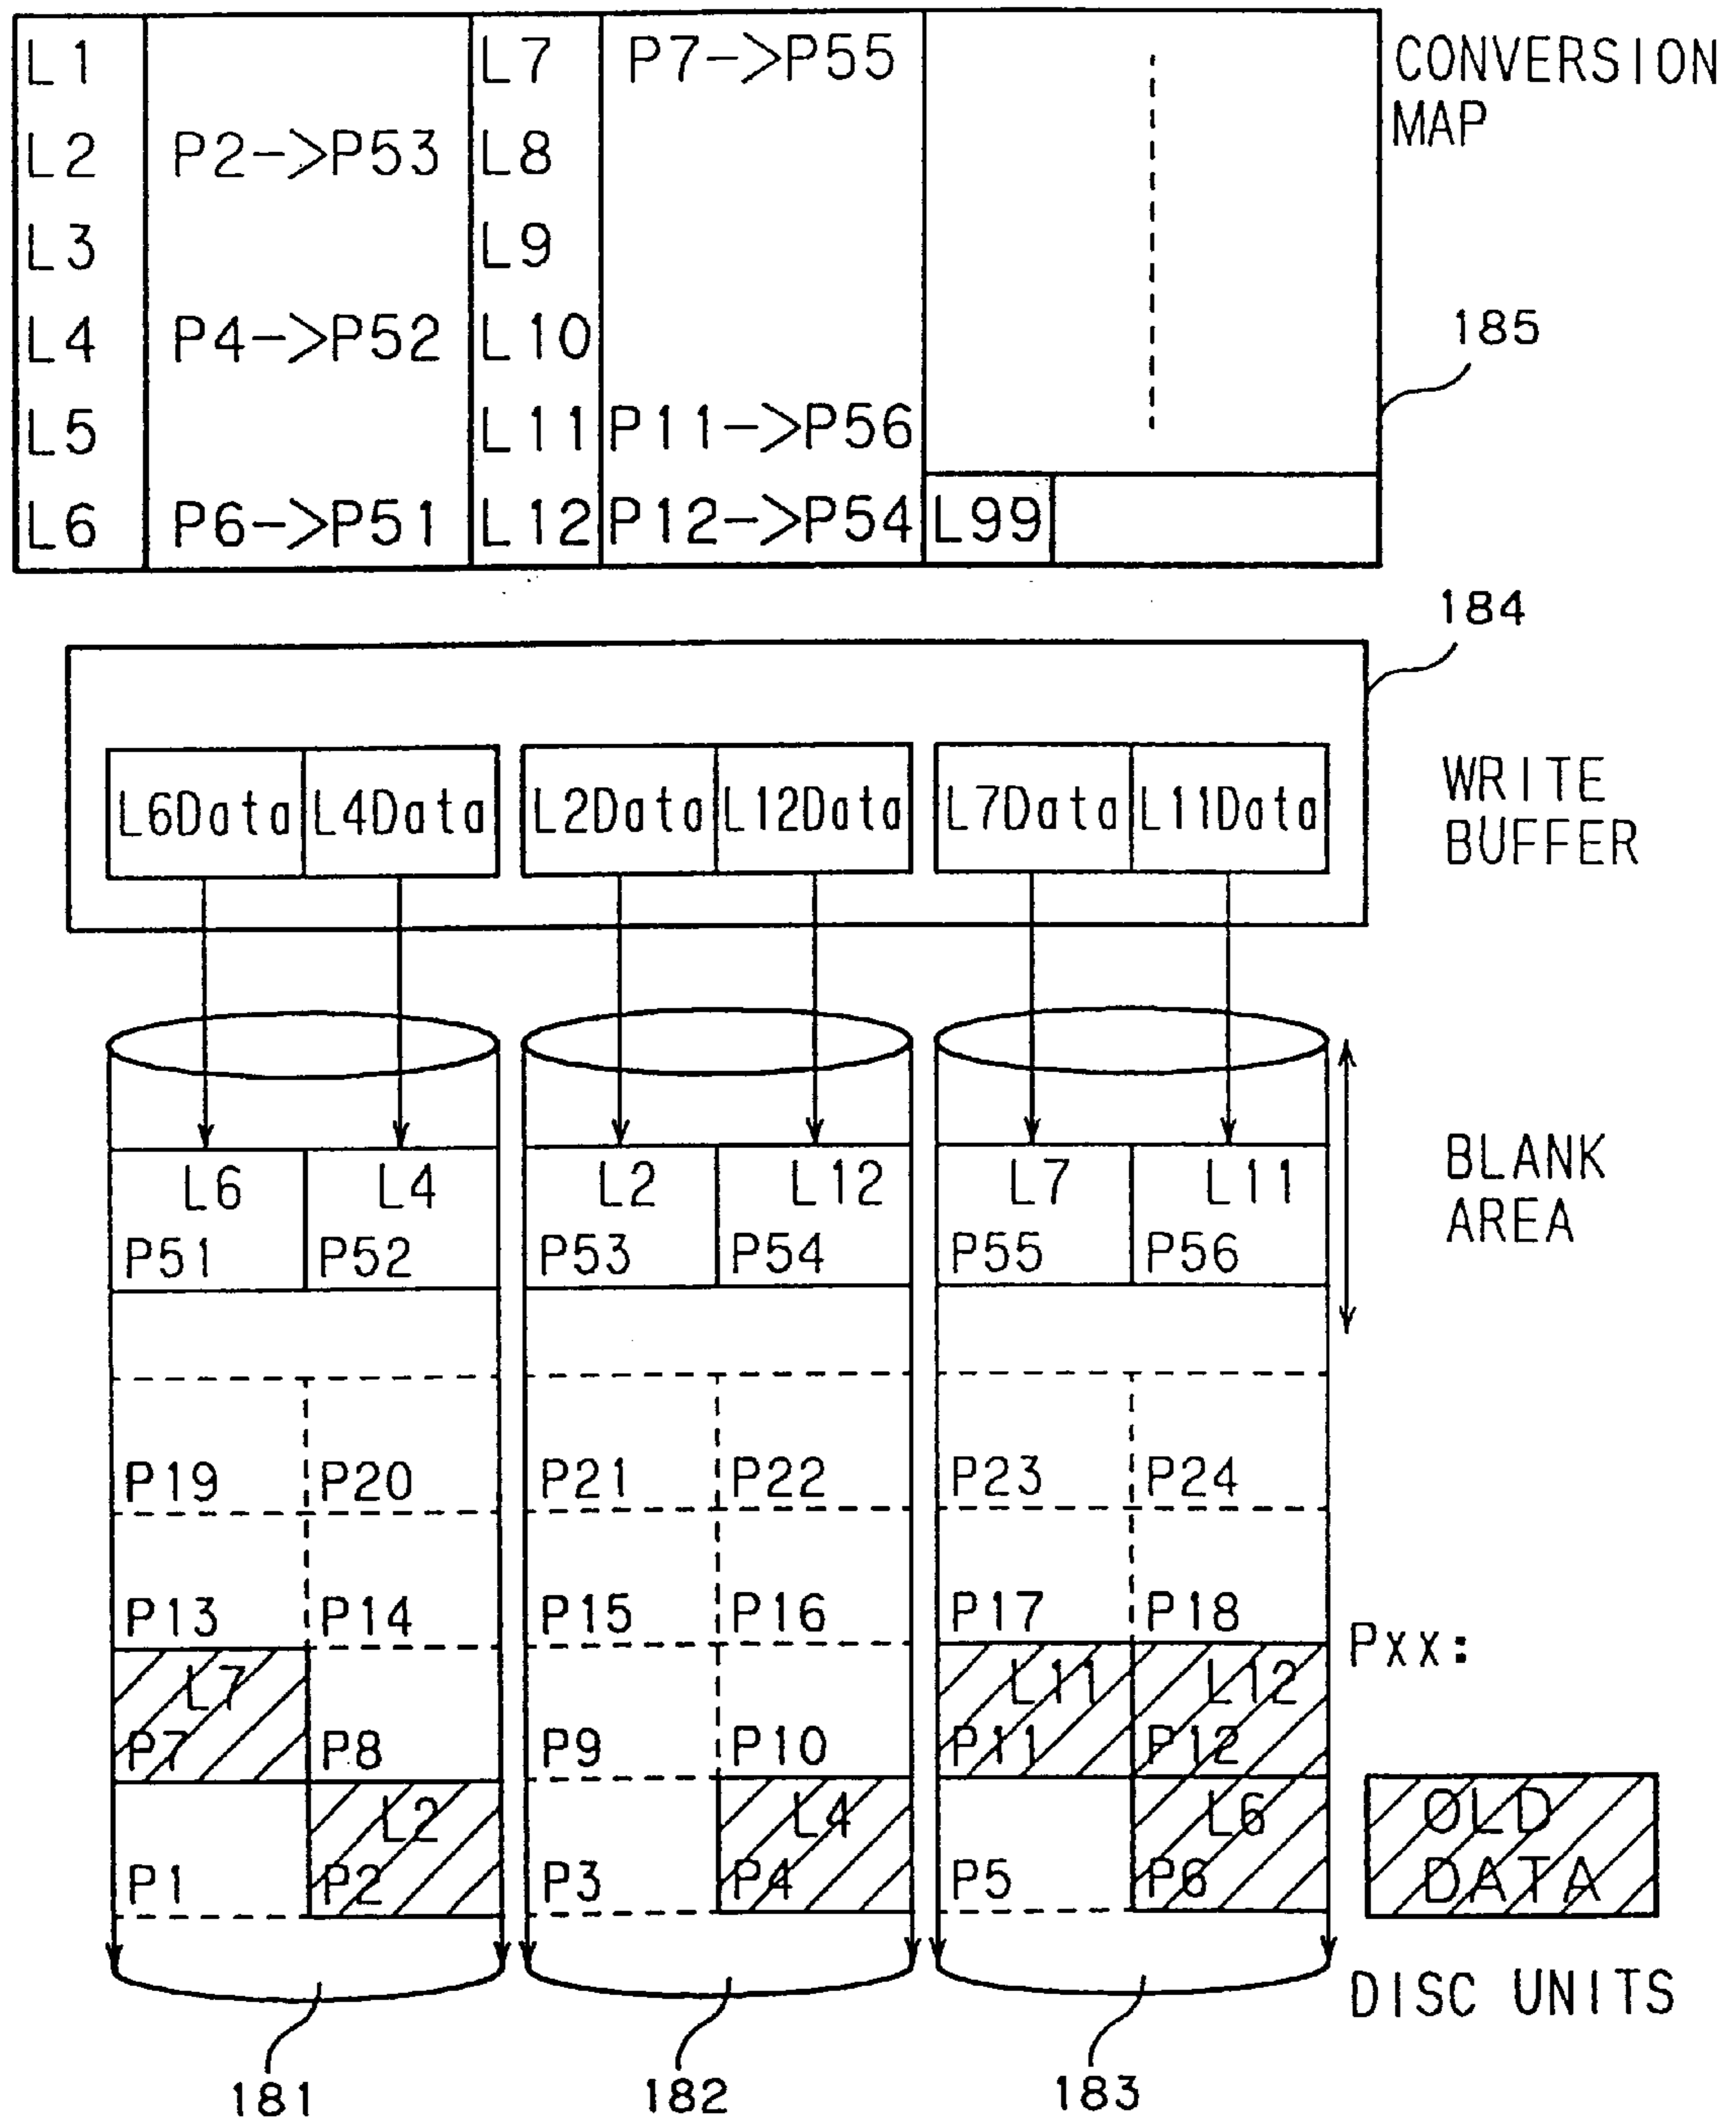 L1 L7 P7->P55 CONVERSION
L2 P2->P53 L8 MAP
L3 L9
L4 P4->P52 L10 185
L5 L11 P11->P56
L6 P6->P51 L12 P12->P54 L99
184
L6Data L4Data L2Data L12Data L7Data L11Data WRITE
BUFFER
L6 L4 L2 L12 L7 L11 BLANK
P51 P52 P53 P54 P55 P56 AREA
P19 P20 P21 P22 P23 P24
P13 P14 P15 P16 P17 P18 Pxx:
L7 L11 L12
P7 P8 P9 P10 P11 P12
L2 L4 L6 OLD
P1 P2 P3 P4 P5 P6 DATA
DISC UNITS
181 182 183